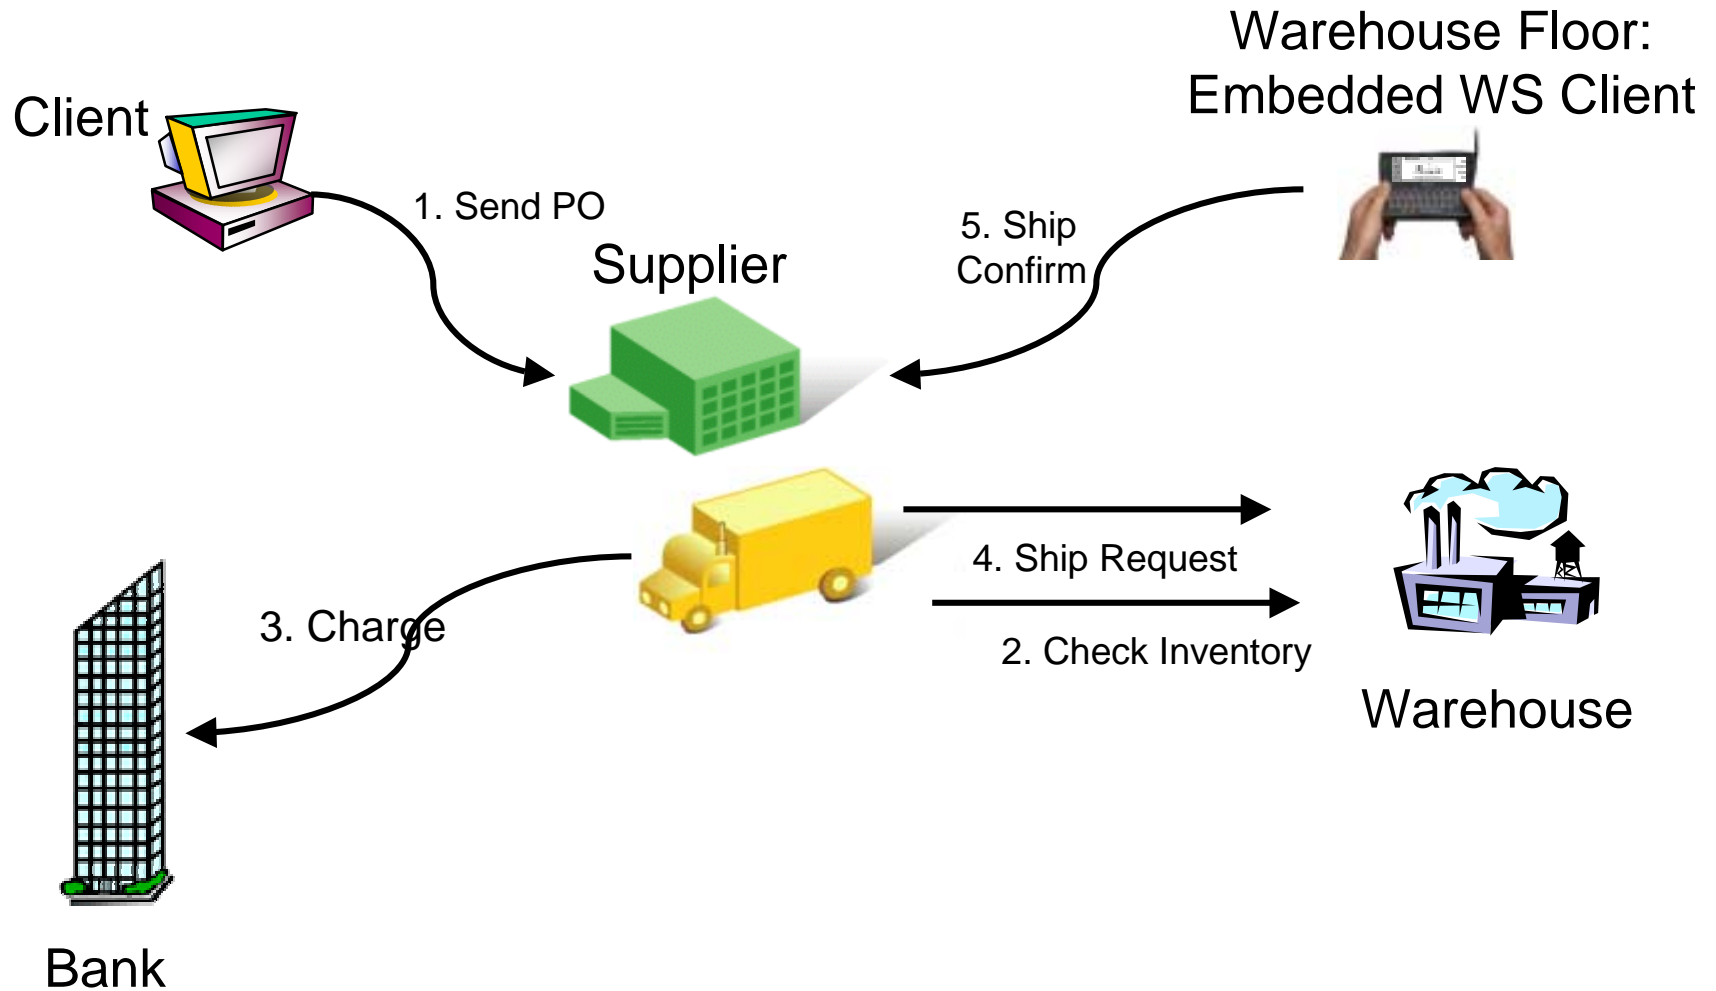 Warehouse Floor:
Embedded WS Client
Client
1. Send PO
5. Ship
Confirm
Supplier
4. Ship Request
3. Charge
2. Check Inventory
Warehouse
Bank